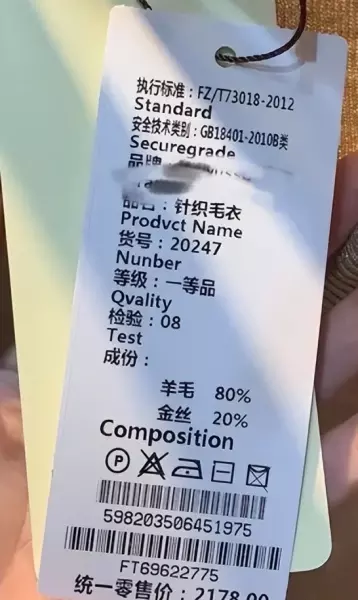 执行标准：FZ/T73018-2012
Standard
安全技术类别：GB18401-2010B类
Securegrade
品牌
品名：针织毛衣
Prodvct Name
货号：20247
Nunber
等级：一等品
Qvality
检验：08
Test
成份：
羊毛 80%
金丝 20%
Composition
P
598203506451975
FT69622775
统一零售价：2178.00